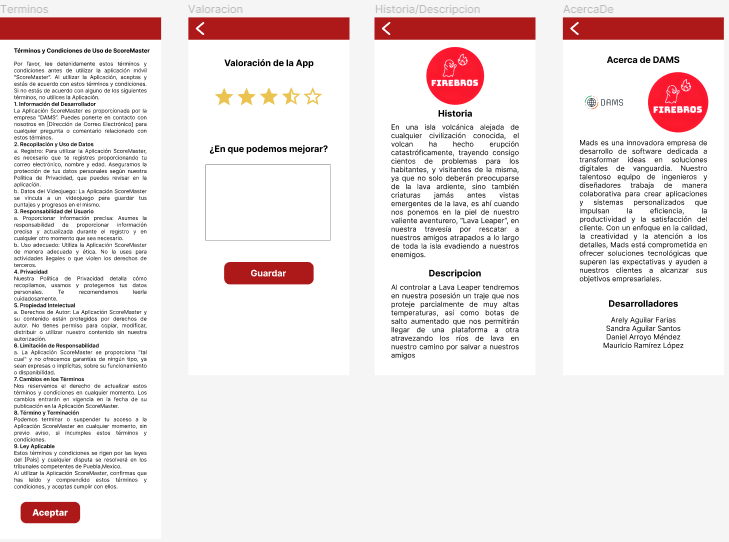 Terminos
Términos y Condiciones de Uso de ScoreMaster
Por favor, lee detenidamente estos términos y
condiciones antes de utilizar la aplicación móvil
"ScoreMaster". Al utilizar la Aplicación, aceptas y
estás de acuerdo con estos términos y condiciones.
Si no estás de acuerdo con alguno de los siguientes
términos, no utilices la Aplicación.
1. Información del Desarrollador
La Aplicación ScoreMaster es proporcionada por la
empresa "DAMS". Puedes ponerte en contacto con
nosotros en [Dirección de Correo Electrónico] para
cualquier pregunta o comentario relacionado con
estos términos.
2. Recopilación y Uso de Datos
a. Registro: Para utilizar la Aplicación ScoreMaster,
es necesario que te registres proporcionando tu
correo electrónico, nombre y edad. Aseguramos la
protección de tus datos personales según nuestra
Política de Privacidad, que puedes revisar en la
aplicación.
b. Datos del Videojuego: La Aplicación ScoreMaster
se vincula a un videojuego para guardar tus
puntajes y progresos en el mismo.
3. Responsabilidad del Usuario
a. Proporcionar información precisa: Asumes la
responsabilidad de proporcionar información
precisa y actualizada durante el registro y en
cualquier otro momento que sea necesario.
b. Uso adecuado: Utiliza la Aplicación ScoreMaster
de manera adecuada y ética. No la uses para
actividades ilegales o que violen los derechos de
terceros.
4. Privacidad
Nuestra Política de Privacidad detalla cómo
recopilamos, usamos y protegemos tus datos
personales. Te recomendamos leerla
cuidadosamente.
5. Propiedad Intelectual
a. Derechos de Autor: La Aplicación ScoreMaster y
su contenido están protegidos por derechos de
autor. No tienes permiso para copiar, modificar,
distribuir o utilizar nuestro contenido sin nuestra
autorización.
6. Limitación de Responsabilidad
a. La Aplicación ScoreMaster se proporciona "tal
cual" y no ofrecemos garantías de ningún tipo, ya
sean expresas o implícitas, sobre su funcionamiento
o disponibilidad.
7. Cambios en los Términos
Nos reservamos el derecho de actualizar estos
términos y condiciones en cualquier momento. Los
cambios entrarán en vigencia en la fecha de su
publicación en la Aplicación ScoreMaster.
8. Término y Terminación
Podemos terminar o suspender tu acceso a la
Aplicación ScoreMaster en cualquier momento, sin
previo aviso, si incumples estos términos y
condiciones.
9. Ley Aplicable
Estos términos y condiciones se rigen por las leyes
del [País] y cualquier disputa se resolverá en los
tribunales competentes de Puebla,Mexico.
Al utilizar la Aplicación ScoreMaster, confirmas que
has leído y comprendido estos términos y
condiciones, y aceptas cumplir con ellos.
Aceptar
Valoracion
Valoración de la App
¿En que podemos mejorar?
Guardar
Historia/Descripcion
FIREBROS
Historia
En una isla volcánica alejada de
cualquier civilización conocida, el
volcan ha hecho erupción
catastróficamente, trayendo consigo
cientos de problemas para los
habitantes, y visitantes de la misma,
ya que no solo deberán preocuparse
de la lava ardiente, sino también
criaturas jamás antes vistas
emergentes de la lava, es ahí cuando
nos ponemos en la piel de nuestro
valiente aventurero, "Lava Leaper", en
nuestra travesía por rescatar a
nuestros amigos atrapados a lo largo
de toda la isla evadiendo a nuestros
enemigos.
Descripcion
Al controlar a Lava Leaper tendremos
en nuestra posesión un traje que nos
proteje parcialmente de muy altas
temperaturas, así como botas de
salto aumentado que nos permitirán
llegar de una plataforma a otra
atravezando los ríos de lava en
nuestro camino por salvar a nuestros
amigos
AcercaDe
Acerca de DAMS
DAMS
FIREBROS
Mads es una innovadora empresa de
desarrollo de software dedicada a
transformar ideas en soluciones
digitales de vanguardia. Nuestro
talentoso equipo de ingenieros y
diseñadores trabaja de manera
colaborativa para crear aplicaciones
y sistemas personalizados que
impulsan la eficiencia, la
productividad y la satisfacción del
cliente. Con un enfoque en la calidad,
la creatividad y la atención a los
detalles, Mads está comprometida en
ofrecer soluciones tecnológicas que
superen las expectativas y ayuden a
nuestros clientes a alcanzar sus
objetivos empresariales.
Desarrolladores
Arely Aguilar Farias
Sandra Aguilar Santos
Daniel Arroyo Méndez
Mauricio Ramírez López